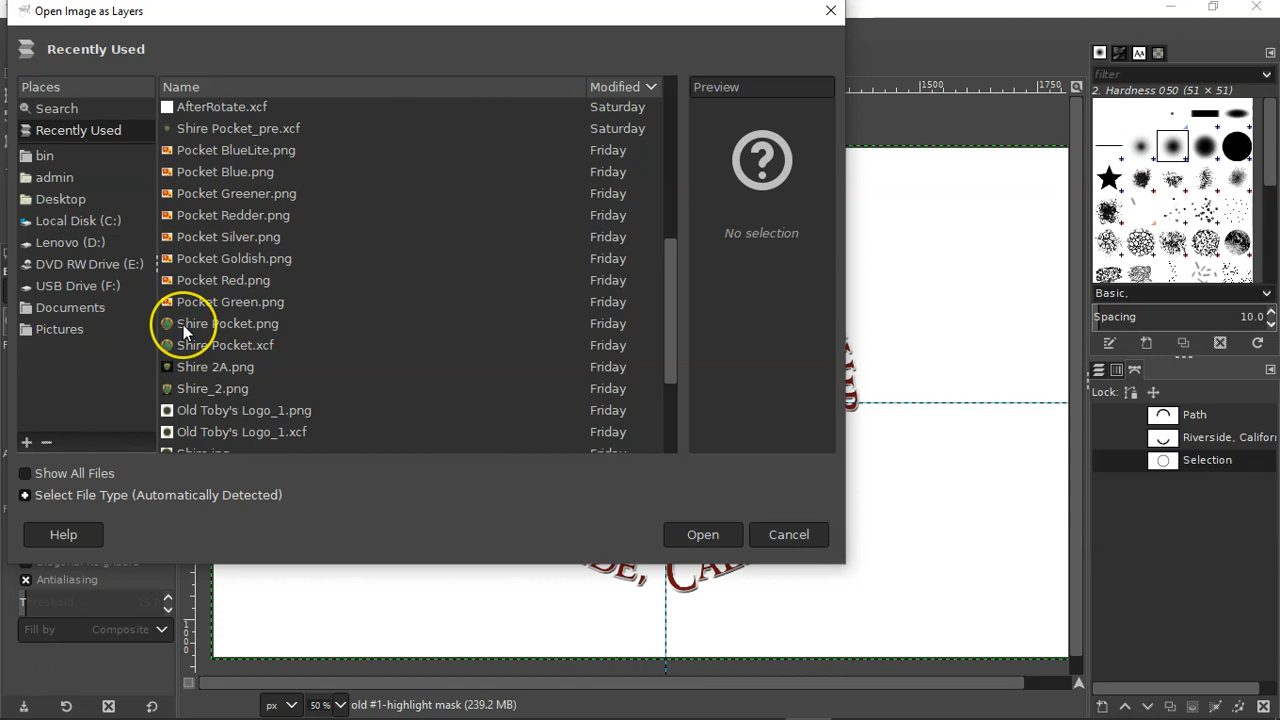 Open Image as Layers
Recently Used
Places
Name
Modified
Preview
Search
Recently Used
bin
admin
Desktop
Local Disk (C:)
Lenovo (D:)
DVD RW Drive (E:)
USB Drive (F:)
Documents
Pictures
AfterRotate.xcf Saturday
Shire Pocket_pre.xcf Saturday
Pocket BlueLite.png Friday
Pocket Blue.png Friday
Pocket Greener.png Friday
Pocket Redder.png Friday
Pocket Silver.png Friday
Pocket Goldish.png Friday
Pocket Red.png Friday
Pocket Green.png Friday
Shire Pocket.png Friday
Shire Pocket.xcf Friday
Shire 2A.png Friday
Shire_2.png Friday
Old Toby's Logo_1.png Friday
Old Toby's Logo_1.xcf Friday
No selection
Show All Files
Select File Type (Automatically Detected)
Help
Open
Cancel
1500
1750
filter
2. Hardness 050 (51 × 51)
Basic,
Spacing 10.0
Lock:
Path
Riverside, Califor
Selection
Antialiasing
Threshold
Fill by Composite
1000
DE, CAL
px
50 %
old #1-highlight mask (239.2 MB)